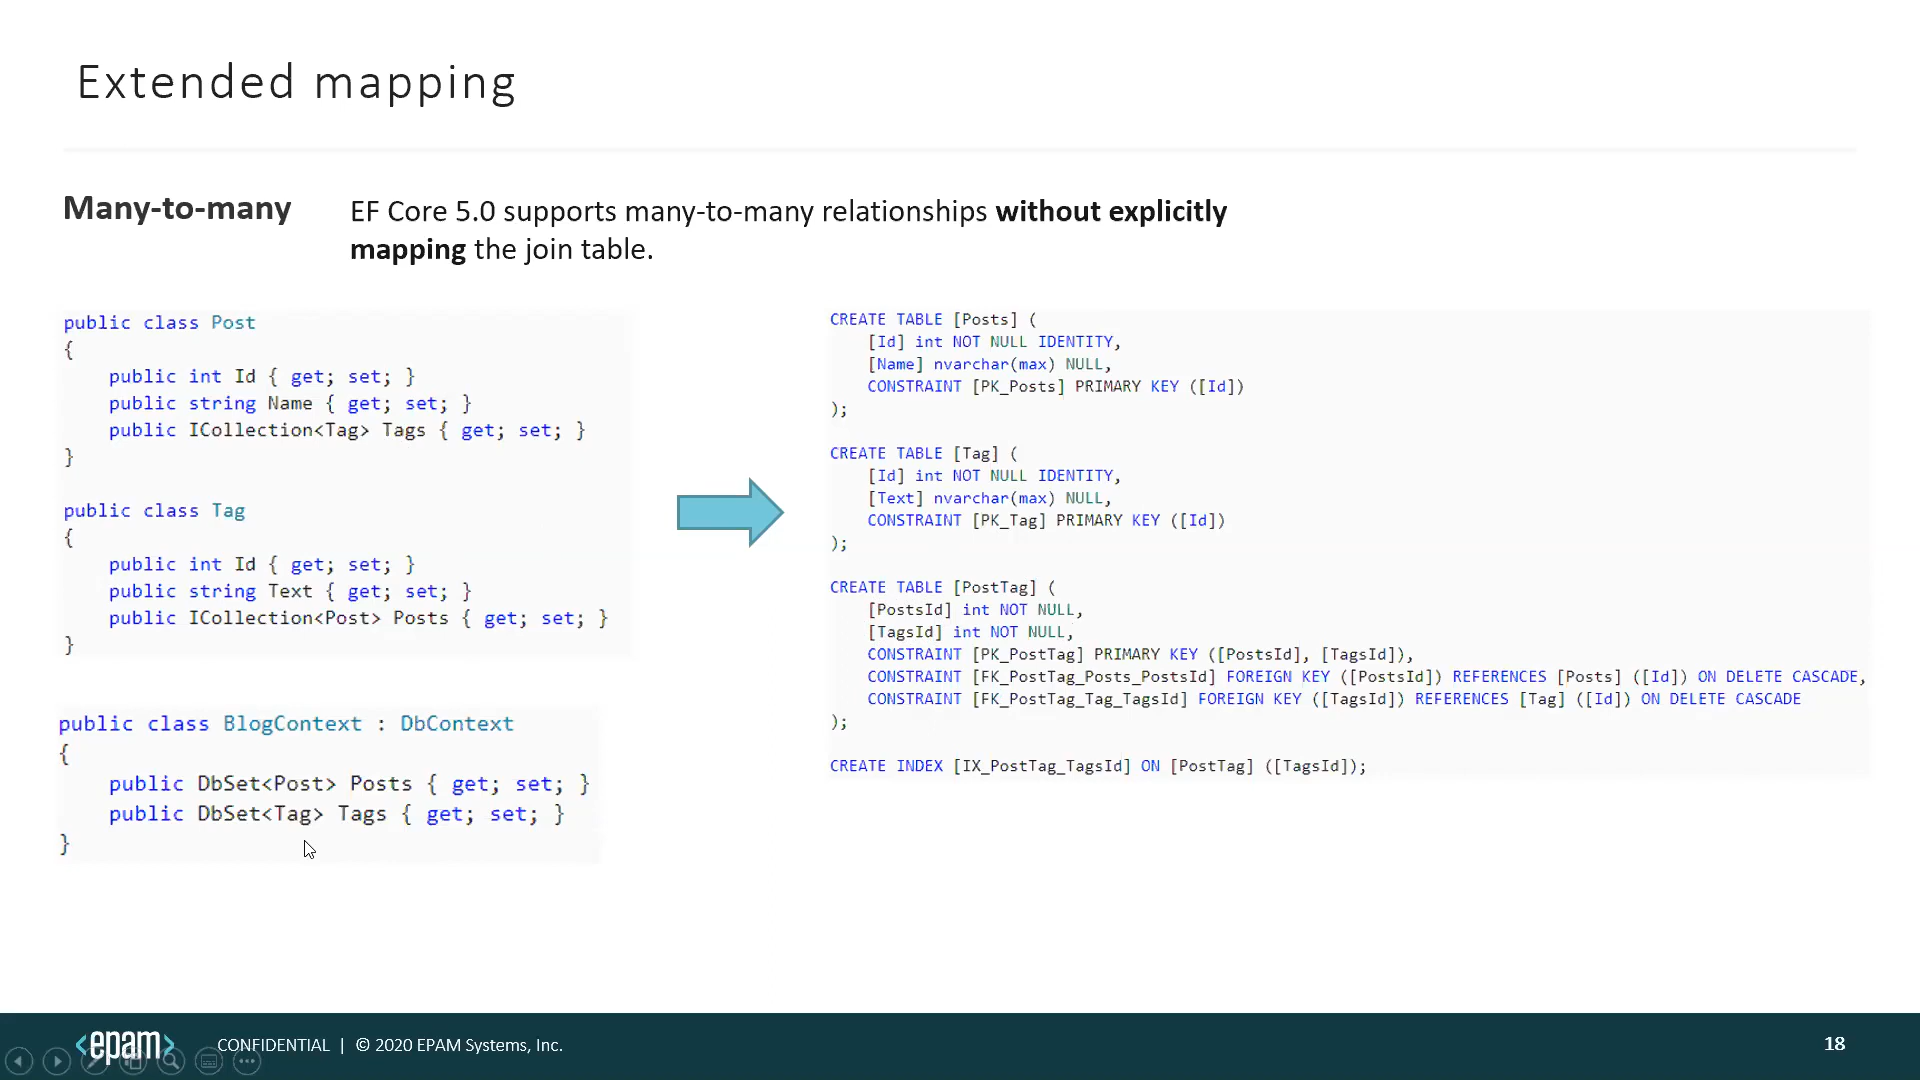 Extended mapping
Many-to-many
EF Core 5.0 supports many-to-many relationships without explicitly
mapping the join table.
public class Post
{
    public int Id { get; set; }
    public string Name { get; set; }
    public ICollection<Tag> Tags { get; set; }
}
public class Tag
{
    public int Id { get; set; }
    public string Text { get; set; }
    public ICollection<Post> Posts { get; set; }
}
public class BlogContext : DbContext
{
    public DbSet<Post> Posts { get; set; }
    public DbSet<Tag> Tags { get; set; }
}
CREATE TABLE [Posts] (
    [Id] int NOT NULL IDENTITY,
    [Name] nvarchar(max) NULL,
    CONSTRAINT [PK_Posts] PRIMARY KEY ([Id])
);
CREATE TABLE [Tag] (
    [Id] int NOT NULL IDENTITY,
    [Text] nvarchar(max) NULL,
    CONSTRAINT [PK_Tag] PRIMARY KEY ([Id])
);
CREATE TABLE [PostTag] (
    [PostsId] int NOT NULL,
    [TagsId] int NOT NULL,
    CONSTRAINT [PK_PostTag] PRIMARY KEY ([PostsId], [TagsId]),
    CONSTRAINT [FK_PostTag_Posts_PostsId] FOREIGN KEY ([PostsId]) REFERENCES [Posts] ([Id]) ON DELETE CASCADE,
    CONSTRAINT [FK_PostTag_Tag_TagsId] FOREIGN KEY ([TagsId]) REFERENCES [Tag] ([Id]) ON DELETE CASCADE
);
CREATE INDEX [IX_PostTag_TagsId] ON [PostTag] ([TagsId]);
<epam>
CONFIDENTIAL | © 2020 EPAM Systems, Inc.
18